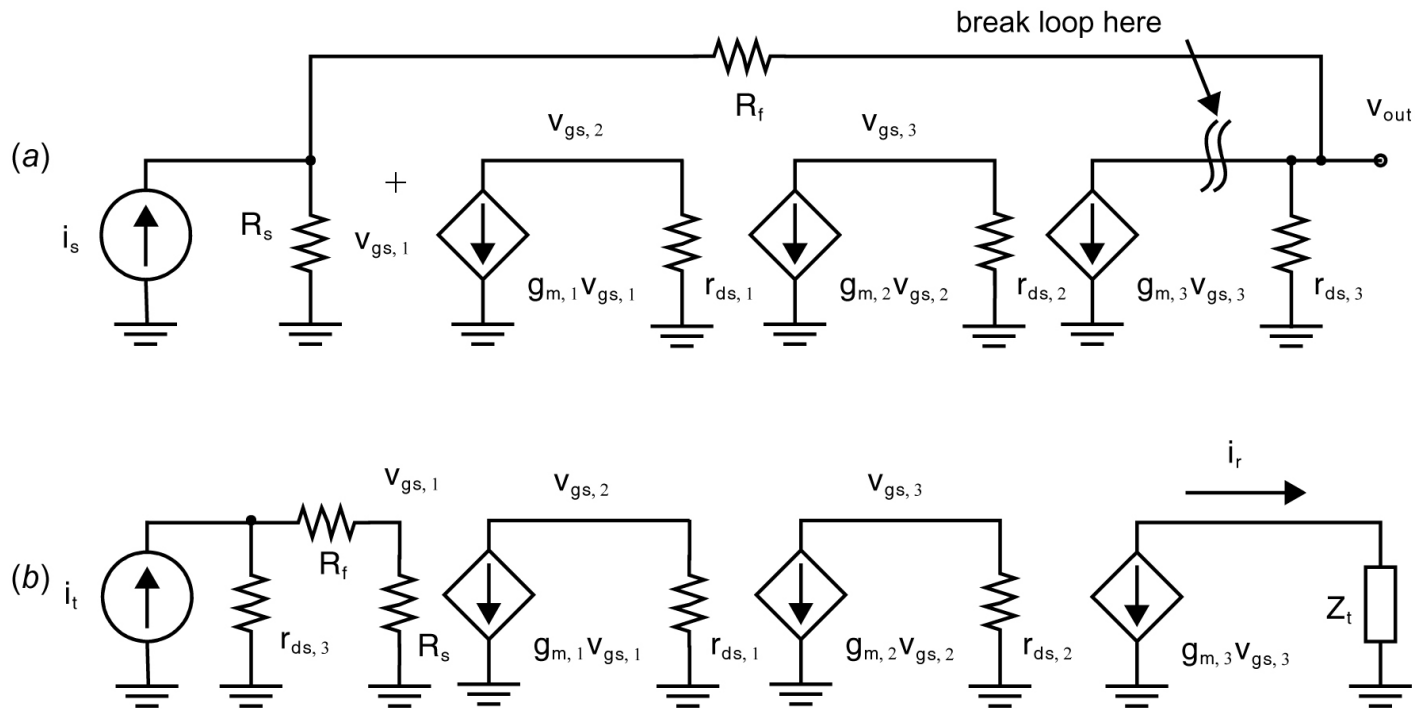 break loop here
R_f
v_out
(a)
v_gs, 2
v_gs, 3
+
i_s
R_s
v_gs, 1
g_m, 1 v_gs, 1
r_ds, 1
g_m, 2 v_gs, 2
r_ds, 2
g_m, 3 v_gs, 3
r_ds, 3
i_r
v_gs, 1
v_gs, 2
v_gs, 3
(b)
i_t
R_f
r_ds, 3
R_s
g_m, 1 v_gs, 1
r_ds, 1
g_m, 2 v_gs, 2
r_ds, 2
g_m, 3 v_gs, 3
Z_t